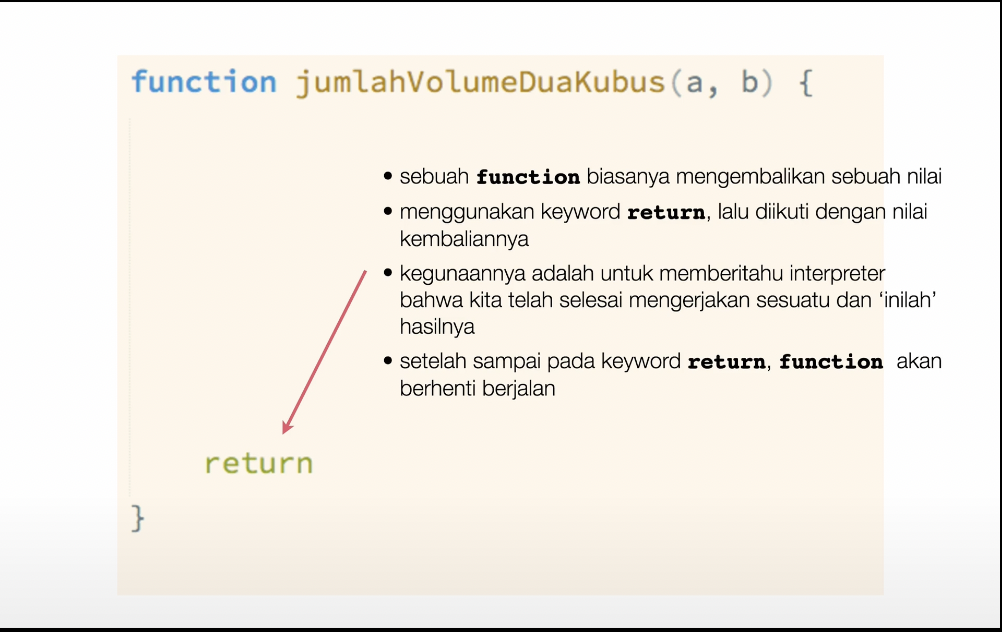 function jumlahVolumeDuaKubus(a, b) {
• sebuah function biasanya mengembalikan sebuah nilai
• menggunakan keyword return, lalu diikuti dengan nilai
kembaliannya
• kegunaannya adalah untuk memberitahu interpreter
bahwa kita telah selesai mengerjakan sesuatu dan ‘inilah’
hasilnya
• setelah sampai pada keyword return, function akan
berhenti berjalan
return
}